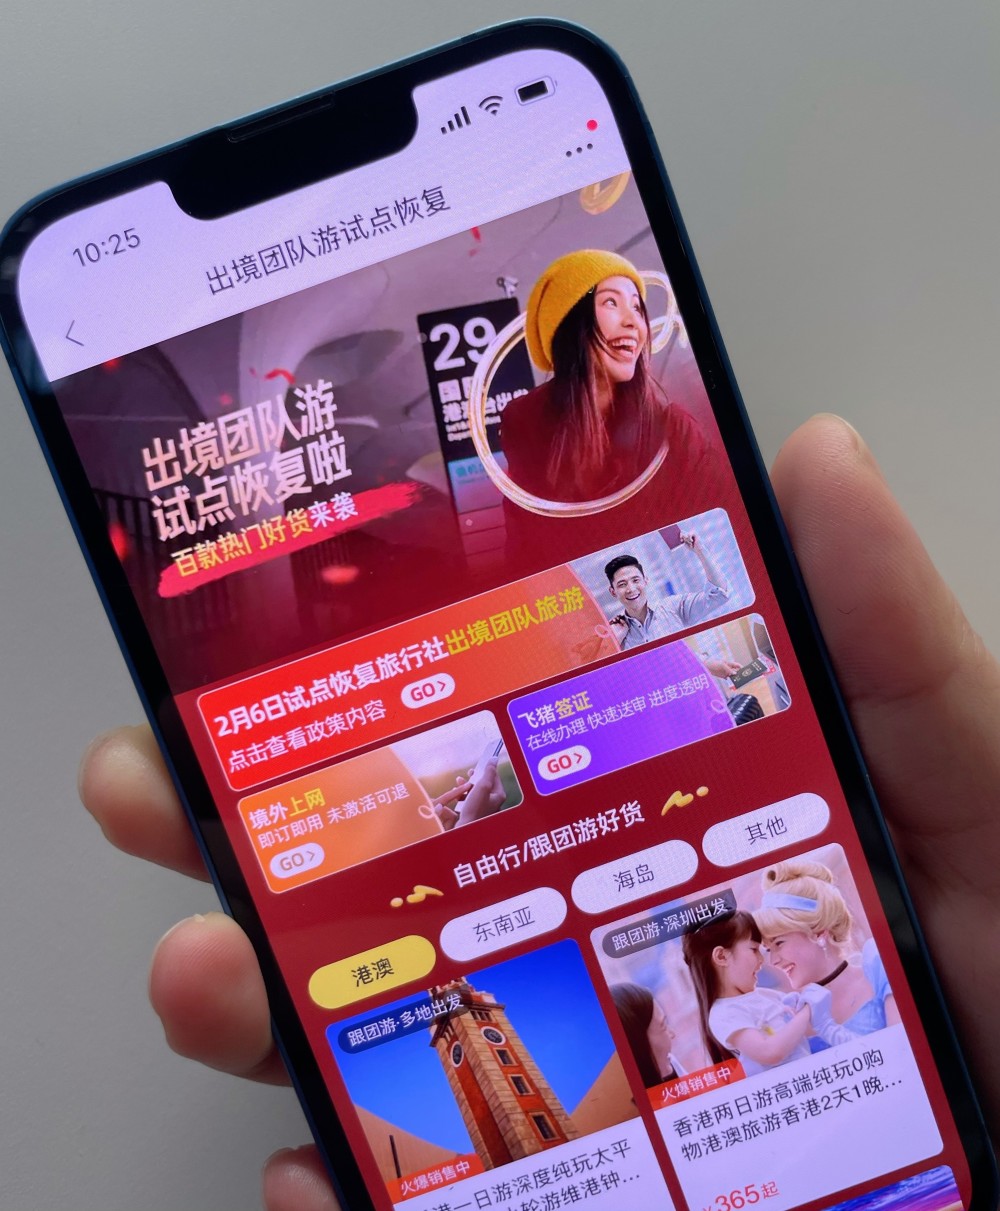 10:25
出境团队游试点恢复
29
出境团队游
试点恢复啦
百款热门好货来袭
2月6日试点恢复旅行社出境团队旅游
点击查看政策内容
GO >
境外上网
即订即用 未激活可退
GO >
飞猪签证
在线办理 快速送审 进度透明
GO >
自由行/跟团游好货
港澳
东南亚
海岛
其他
跟团游·多地出发
火爆销售中
港一日游深度纯玩太平
轮游维港钟...
跟团游·深圳出发
火爆销售中
香港两日游高端纯玩0购
物港澳旅游香港2天1晚...
¥365起